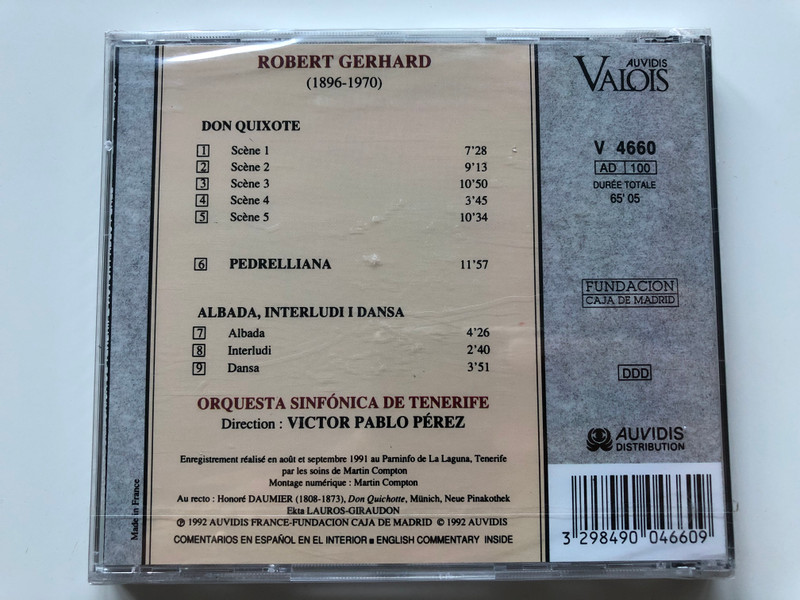 ROBERT GERHARD
(1896-1970)
DON QUIXOTE
1 Scène 1 7'28
2 Scène 2 9'13
3 Scène 3 10'50
4 Scène 4 3'45
5 Scène 5 10'34
6 PEDRELLIANA 11'57
ALBADA, INTERLUDI I DANSA
7 Albada 4'26
8 Interludi 2'40
9 Dansa 3'51
ORQUESTA SINFÓNICA DE TENERIFE
Direction : VICTOR PABLO PÉREZ
Enregistrement réalisé en août et septembre 1991 au Parninfo de La Laguna, Tenerife
par les soins de Martin Compton
Montage numérique : Martin Compton
Au recto : Honoré DAUMIER (1808-1873), Don Quichotte, Münich, Neue Pinakothek
Ekta LAUROS-GIRAUDON
℗ 1992 AUVIDIS FRANCE-FUNDACION CAJA DE MADRID © 1992 AUVIDIS
COMENTARIOS EN ESPAÑOL EN EL INTERIOR ■ ENGLISH COMMENTARY INSIDE
Made in France
AUVIDIS
VALOIS
V 4660
AD 100
DURÉE TOTALE
65' 05
FUNDACION
CAJA DE MADRID
DDD
AUVIDIS
DISTRIBUTION
3 298490 046609